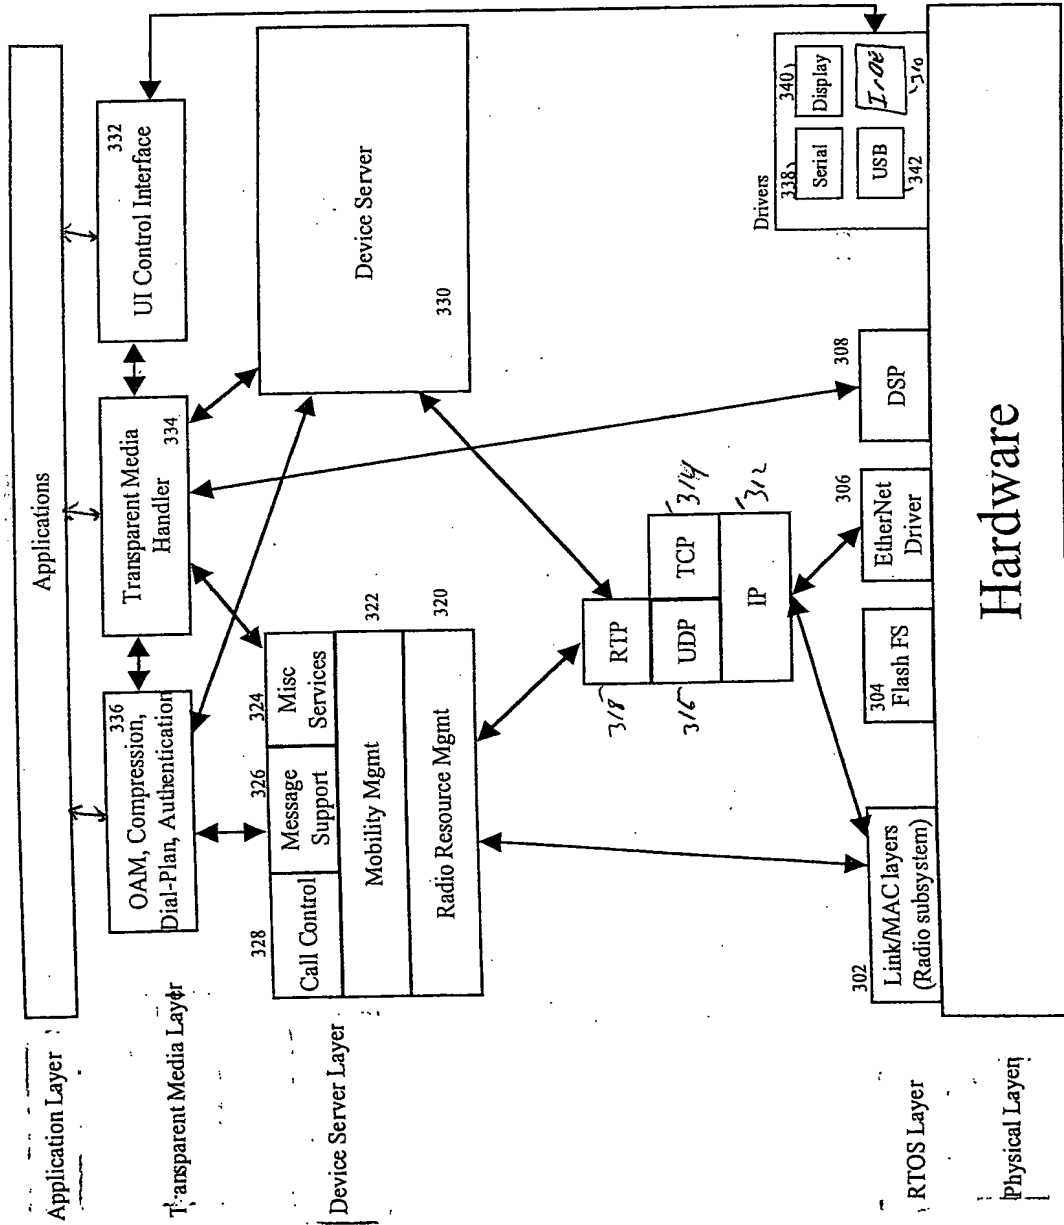 Application Layer
Applications
Transparent Media Layer
336
OAM, Compression,
Dial-Plan, Authentication
Transparent Media
Handler
334
332
UI Control Interface
Device Server Layer
328
326
324
Call Control
Message
Support
Misc
Services
Mobility Mgmt
322
Radio Resource Mgmt
320
Device Server
330
318
RTP
316
UDP
TCP
314
IP
312
RTOS Layer
302
Link/MAC layers
(Radio subsystem)
304
Flash FS
306
EtherNet
Driver
308
DSP
Drivers
338
Serial
340
Display
USB
342
310
Physical Layer
Hardware